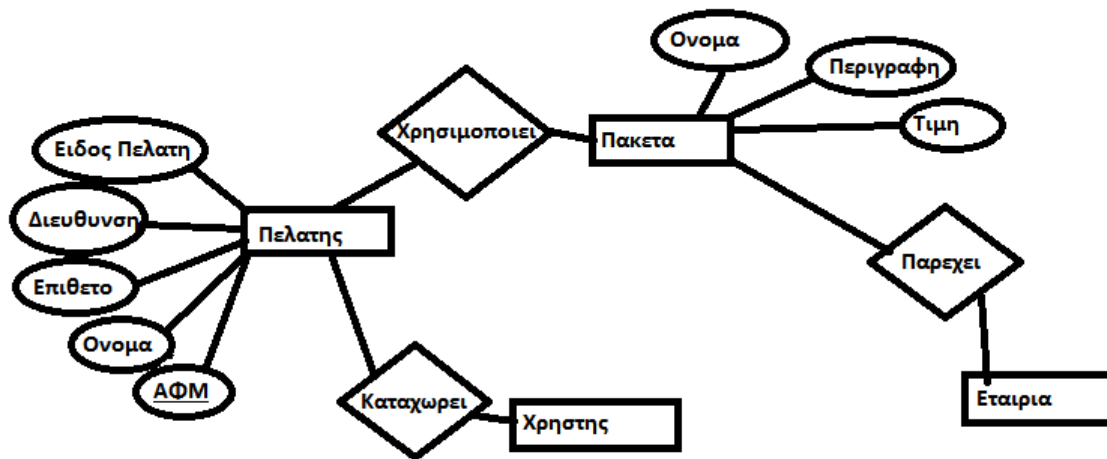 Ονομα
Περιγραφη
Τιμη
Χρησιμοποιει
Πακετα
Ειδος Πελατη
Διευθυνση
Πελατης
Επιθετο
Ονομα
ΑΦΜ
Παρεχει
Καταχωρει
Χρηστης
Εταιρια